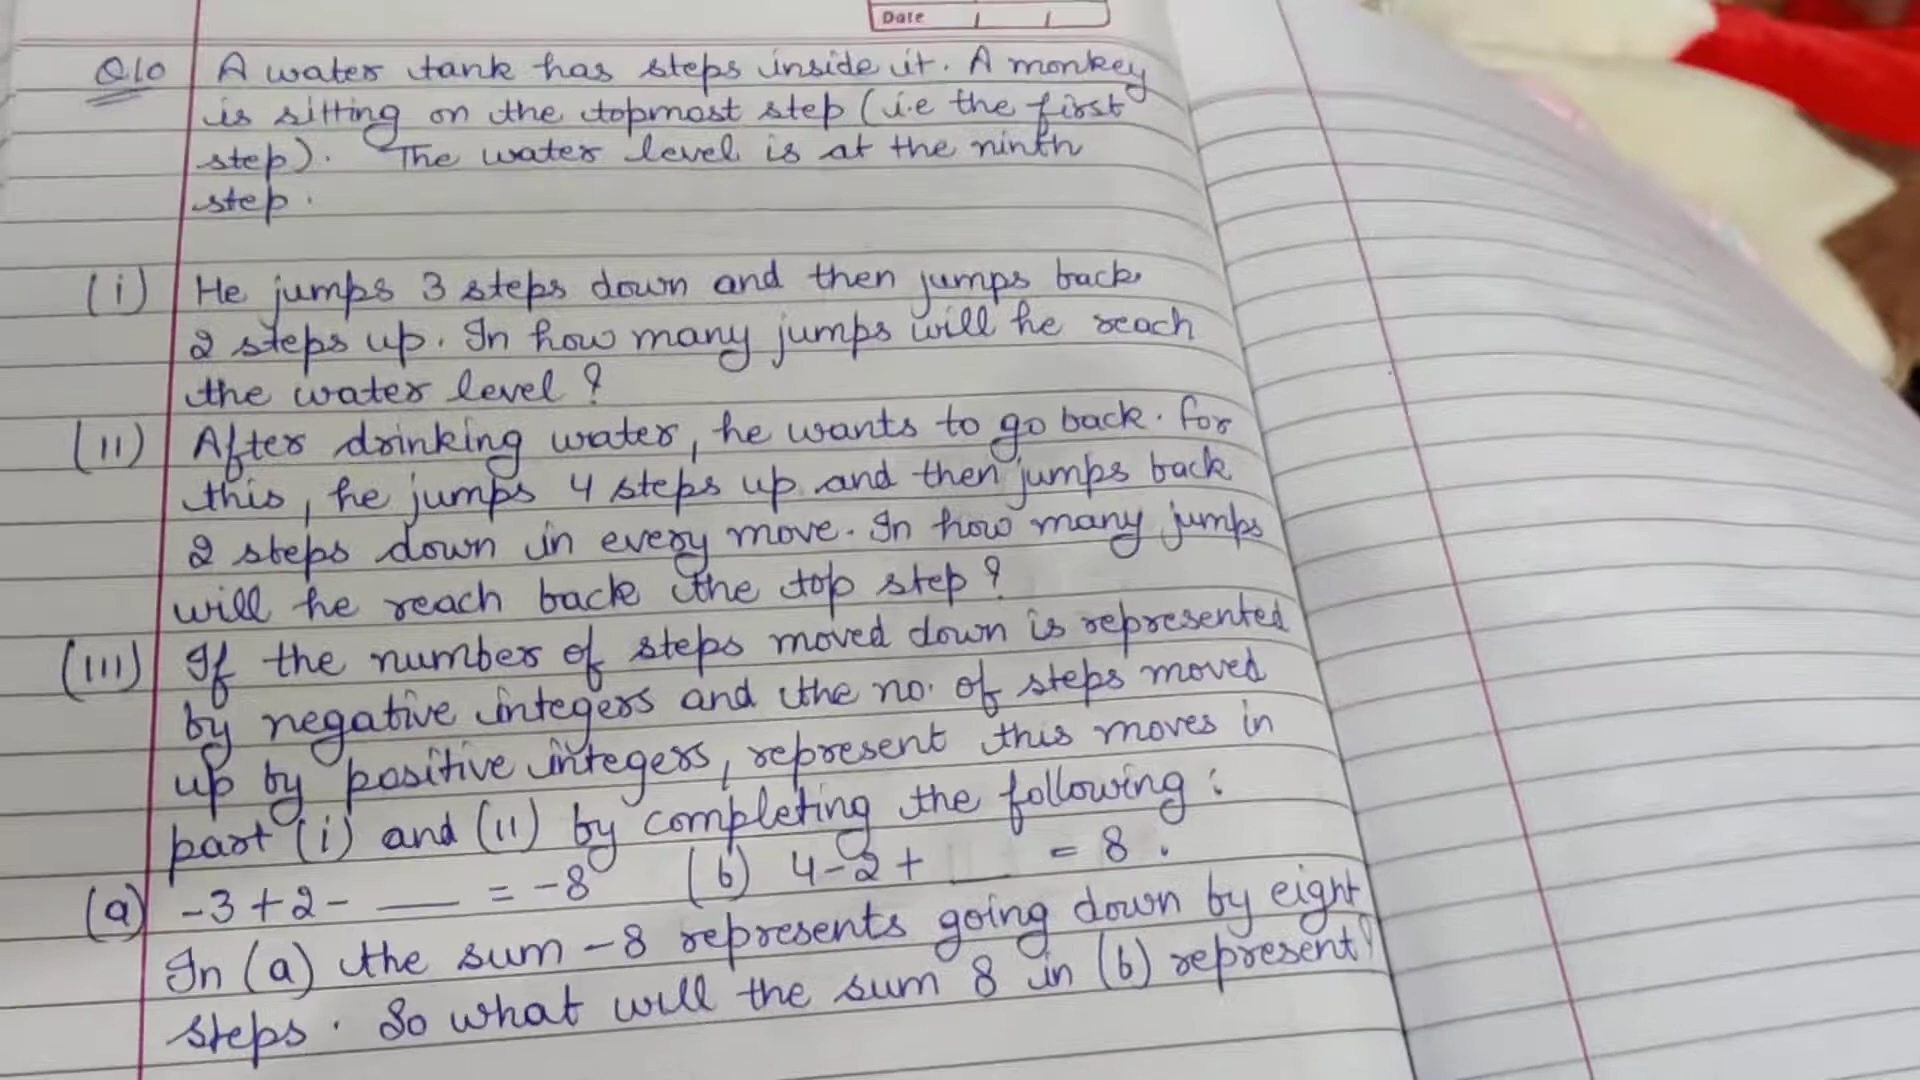 Date / /
Q10 A water tank has steps inside it. A monkey
is sitting on the topmost step (i.e the first
step). The water level is at the ninth
step.
(i) He jumps 3 steps down and then jumps back
2 steps up. In how many jumps will he reach
the water level?
(ii) After drinking water, he wants to go back. For
this, he jumps 4 steps up and then jumps back
2 steps down in every move. In how many jumps
will he reach back the top step?
(iii) If the number of steps moved down is represented
by negative integers and the no. of steps moved
up by positive integers, represent this moves in
part (i) and (ii) by completing the following:
(a) -3+2- ___ = -8 (b) 4-2+ ___ = 8.
In (a) the sum -8 represents going down by eight
steps. So what will the sum 8 in (b) represent?